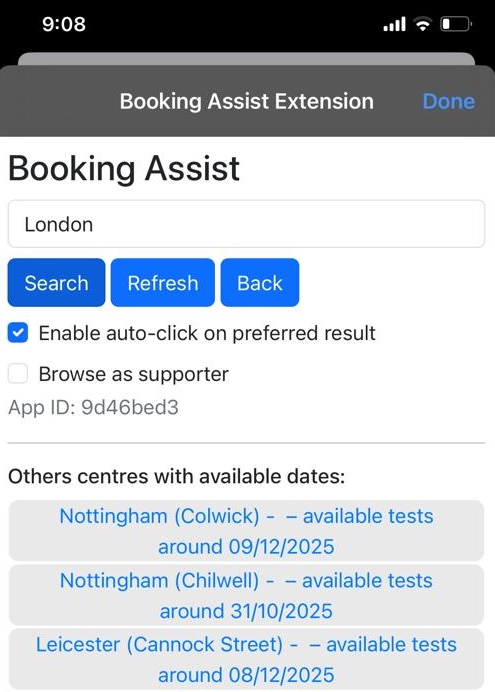 9:08
Booking Assist Extension
Done
Booking Assist
London
Search Refresh Back
Enable auto-click on preferred result
Browse as supporter
App ID: 9d46bed3
Others centres with available dates:
Nottingham (Colwick) -  – available tests
around 09/12/2025
Nottingham (Chilwell) -  – available tests
around 31/10/2025
Leicester (Cannock Street) -  – available tests
around 08/12/2025